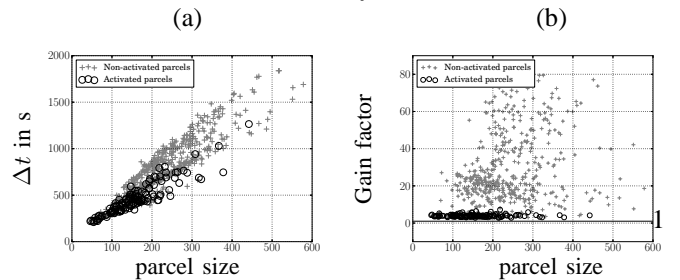 (a) (b)
2000
1500
1000
500
0
0 100 200 300 400 500 600
Δt in s
parcel size
Non-activated parcels
Activated parcels
80
60
40
20
0
0 100 200 300 400 500 600
Gain factor
parcel size
Non-activated parcels
Activated parcels
1